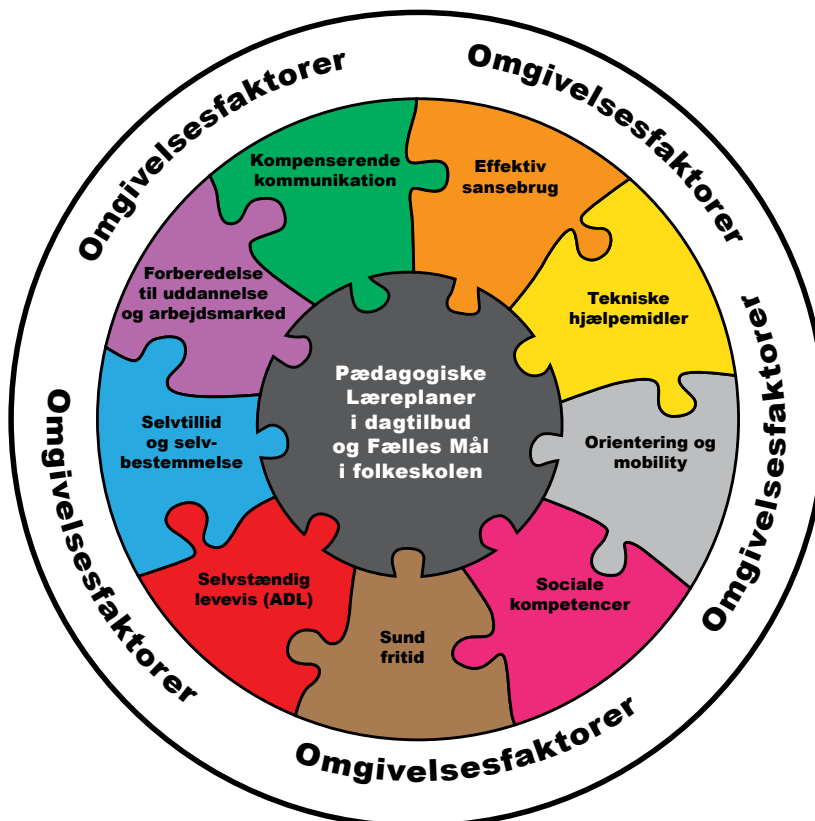 Omgivelsesfaktorer
Omgivelsesfaktorer
Omgivelsesfaktorer
Omgivelsesfaktorer
Omgivelsesfaktorer
Kompenserende
kommunikation
Effektiv
sansebrug
Tekniske
hjælpemidler
Orientering og
mobility
Sociale
kompetencer
Sund
fritid
Selvstændig
levevis (ADL)
Selvtillid
og selv-
bestemmelse
Forberedelse
til uddannelse
og arbejdsmarked
Pædagogiske
Læreplaner
i dagtilbud
og Fælles Mål
i folkeskolen